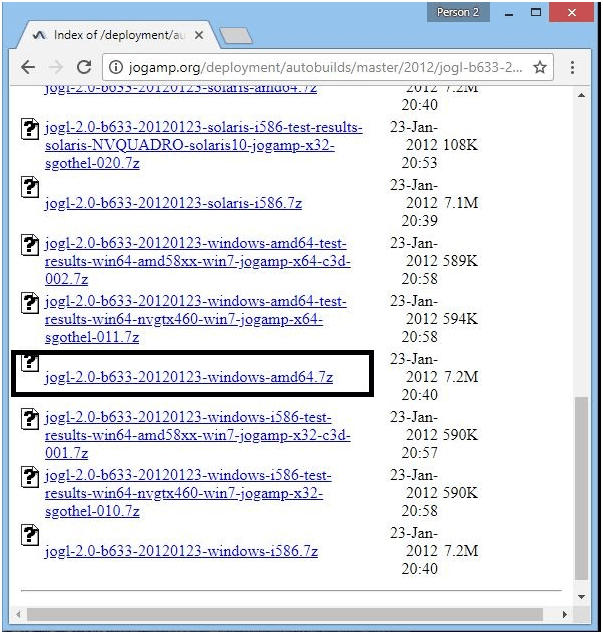 Person 2
Index of /deployment/au
jogamp.org/deployment/autobuilds/master/2012/jogl-b633-2...
jogl-2.0-b633-20120123-solaris-amd64.7z 2012 7.2M
20:40
jogl-2.0-b633-20120123-solaris-i586-test-results- 23-Jan-
solaris-NVQUADRO-solaris10-jogamp-x32- 2012 108K
sgothel-020.7z 20:53
23-Jan-
jogl-2.0-b633-20120123-solaris-i586.7z 2012 7.1M
20:39
jogl-2.0-b633-20120123-windows-amd64-test- 23-Jan-
results-win64-amd58xx-win7-jogamp-x64-c3d- 2012 589K
002.7z 20:58
jogl-2.0-b633-20120123-windows-amd64-test- 23-Jan-
results-win64-nvgtx460-win7-jogamp-x64- 2012 594K
sgothel-011.7z 20:58
23-Jan-
jogl-2.0-b633-20120123-windows-amd64.7z 2012 7.2M
20:40
jogl-2.0-b633-20120123-windows-i586-test- 23-Jan-
results-win64-amd58xx-win7-jogamp-x32-c3d- 2012 590K
001.7z 20:57
jogl-2.0-b633-20120123-windows-i586-test- 23-Jan-
results-win64-nvgtx460-win7-jogamp-x32- 2012 590K
sgothel-010.7z 20:58
23-Jan-
jogl-2.0-b633-20120123-windows-i586.7z 2012 7.2M
20:40